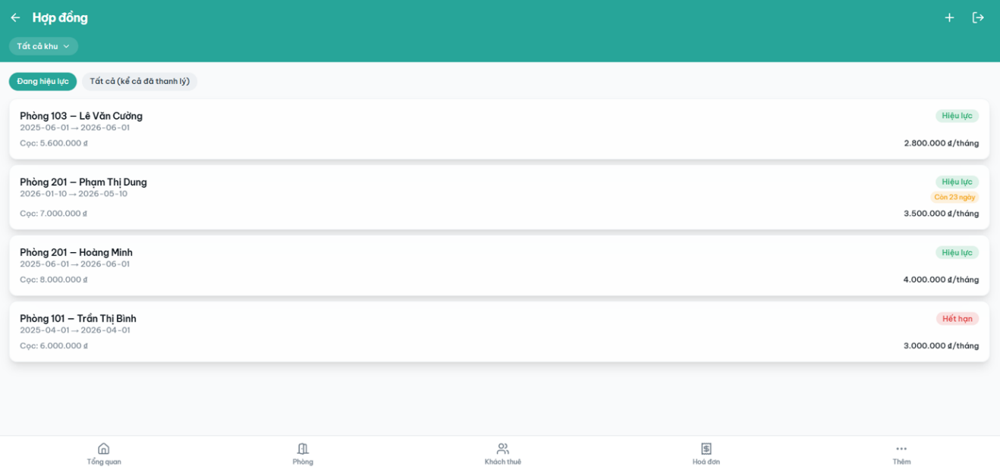 Hợp đồng
Tất cả khu
Đang hiệu lực
Tất cả (kể cả đã thanh lý)
Phòng 103 – Lê Văn Cường
Hiệu lực
2025-06-01 → 2026-06-01
Cọc: 5.600.000 ₫
2.800.000 ₫/tháng
Phòng 201 – Phạm Thị Dung
Hiệu lực
2026-01-10 → 2026-05-10
Còn 23 ngày
Cọc: 7.000.000 ₫
3.500.000 ₫/tháng
Phòng 201 – Hoàng Minh
Hiệu lực
2025-06-01 → 2026-06-01
Cọc: 8.000.000 ₫
4.000.000 ₫/tháng
Phòng 101 – Trần Thị Bình
Hết hạn
2025-04-01 → 2026-04-01
Cọc: 6.000.000 ₫
3.000.000 ₫/tháng
Tổng quan
Phòng
Khách thuê
Hoá đơn
Thêm